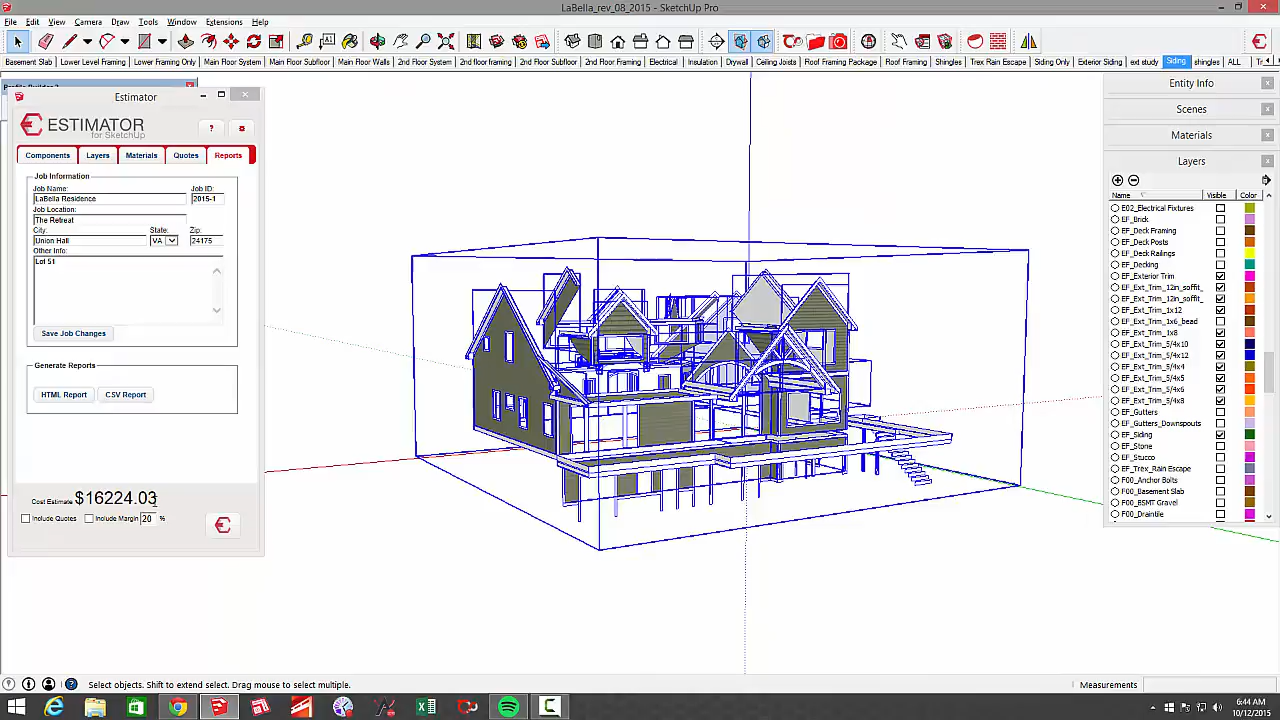 LaBella_rev_08_2015 - SketchUp Pro
File Edit View Camera Draw Tools Window Extensions Help
Basement Slab Lower Level Framing Lower Framing Only Main Floor System Main Floor Subfloor Main Floor Walls 2nd Floor System 2nd floor framing 2nd Floor Subfloor 2nd Floor Framing Electrical Insulation Drywall Ceiling Joists Roof Framing Package Roof Framing Shingles Trex Rain Escape Siding Only Exterior Siding ext study Siding shingles ALL
Estimator
ESTIMATOR
for SketchUp
?
Components Layers Materials Quotes Reports
Job Information
Job Name: Job ID:
LaBella Residence 2015-1
Job Location:
The Retreat
City: State: Zip:
Union Hall VA 24175
Other Info:
Lot 51
Save Job Changes
Generate Reports
HTML Report CSV Report
Cost Estimate $16224.03
Include Quotes Include Margin 20 %
Entity Info
Scenes
Materials
Layers
Name Visible Color
E02_Electrical Fixtures
EF_Brick
EF_Deck Framing
EF_Deck Posts
EF_Deck Railings
EF_Decking
EF_Exterior Trim
EF_Ext_Trim_12in_soffit_
EF_Ext_Trim_12in_soffit_
EF_Ext_Trim_1x12
EF_Ext_Trim_1x6_bead
EF_Ext_Trim_1x8
EF_Ext_Trim_5/4x10
EF_Ext_Trim_5/4x12
EF_Ext_Trim_5/4x4
EF_Ext_Trim_5/4x5
EF_Ext_Trim_5/4x6
EF_Ext_Trim_5/4x8
EF_Gutters
EF_Gutters_Downspouts
EF_Siding
EF_Stone
EF_Stucco
EF_Trex_Rain Escape
F00_Anchor Bolts
F00_Basement Slab
F00_BSMT Gravel
F00_Draintile
Select objects. Shift to extend select. Drag mouse to select multiple.
Measurements
6:44 AM
10/12/2015